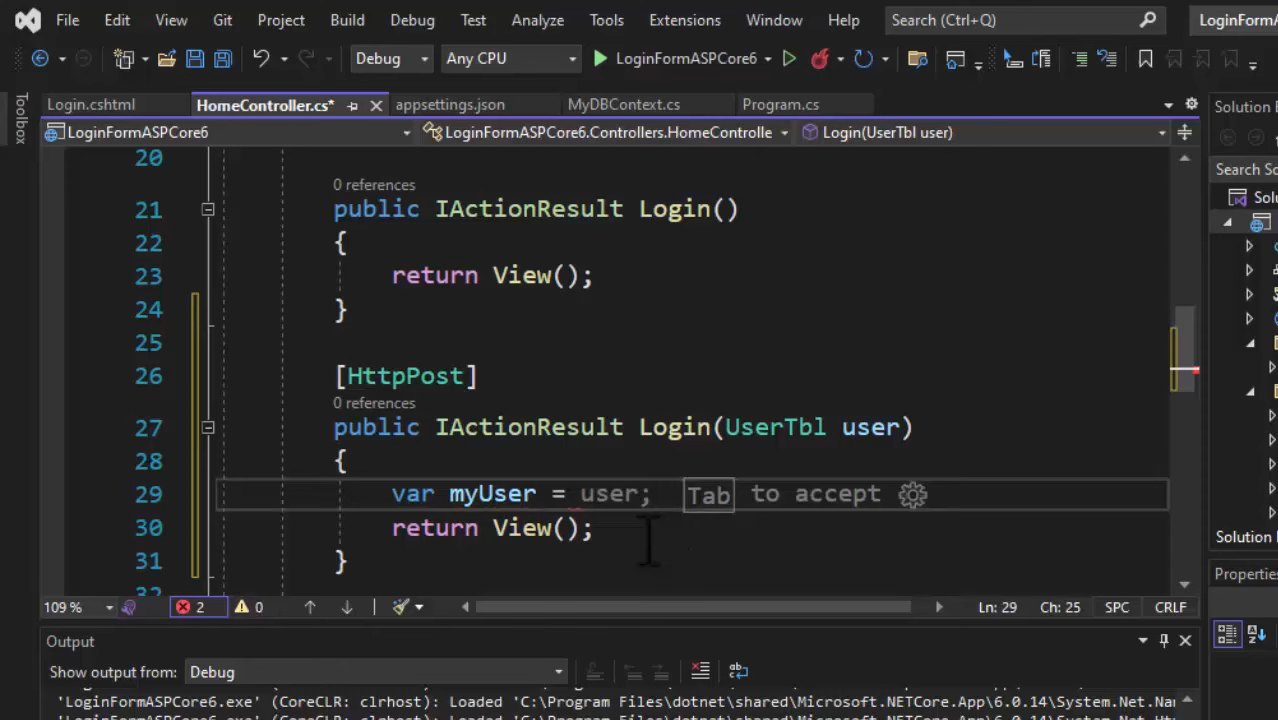 File Edit View Git Project Build Debug Test Analyze Tools Extensions Window Help Search (Ctrl+Q) LoginFormASP
Debug Any CPU LoginFormASPCore6
Toolbox
Login.cshtml HomeController.cs* appsettings.json MyDBContext.cs Program.cs Solution E
LoginFormASPCore6 LoginFormASPCore6.Controllers.HomeControlle Login(UserTbl user)
20
Search So
0 references
21 public IActionResult Login()
Solu
22 {
23 return View();
24 }
25
26 [HttpPost]
0 references
27 public IActionResult Login(UserTbl user)
28 {
29 var myUser = user; Tab to accept
30 return View();
31 }
32
Solution
Properties
109 % 2 0 Ln: 29 Ch: 25 SPC CRLF
Output
Show output from: Debug
'LoginFormASPCore6.exe' (CoreCLR: clrhost): Loaded 'C:\Program Files\dotnet\shared\Microsoft.NETCore.App\6.0.14\System.Net.Na